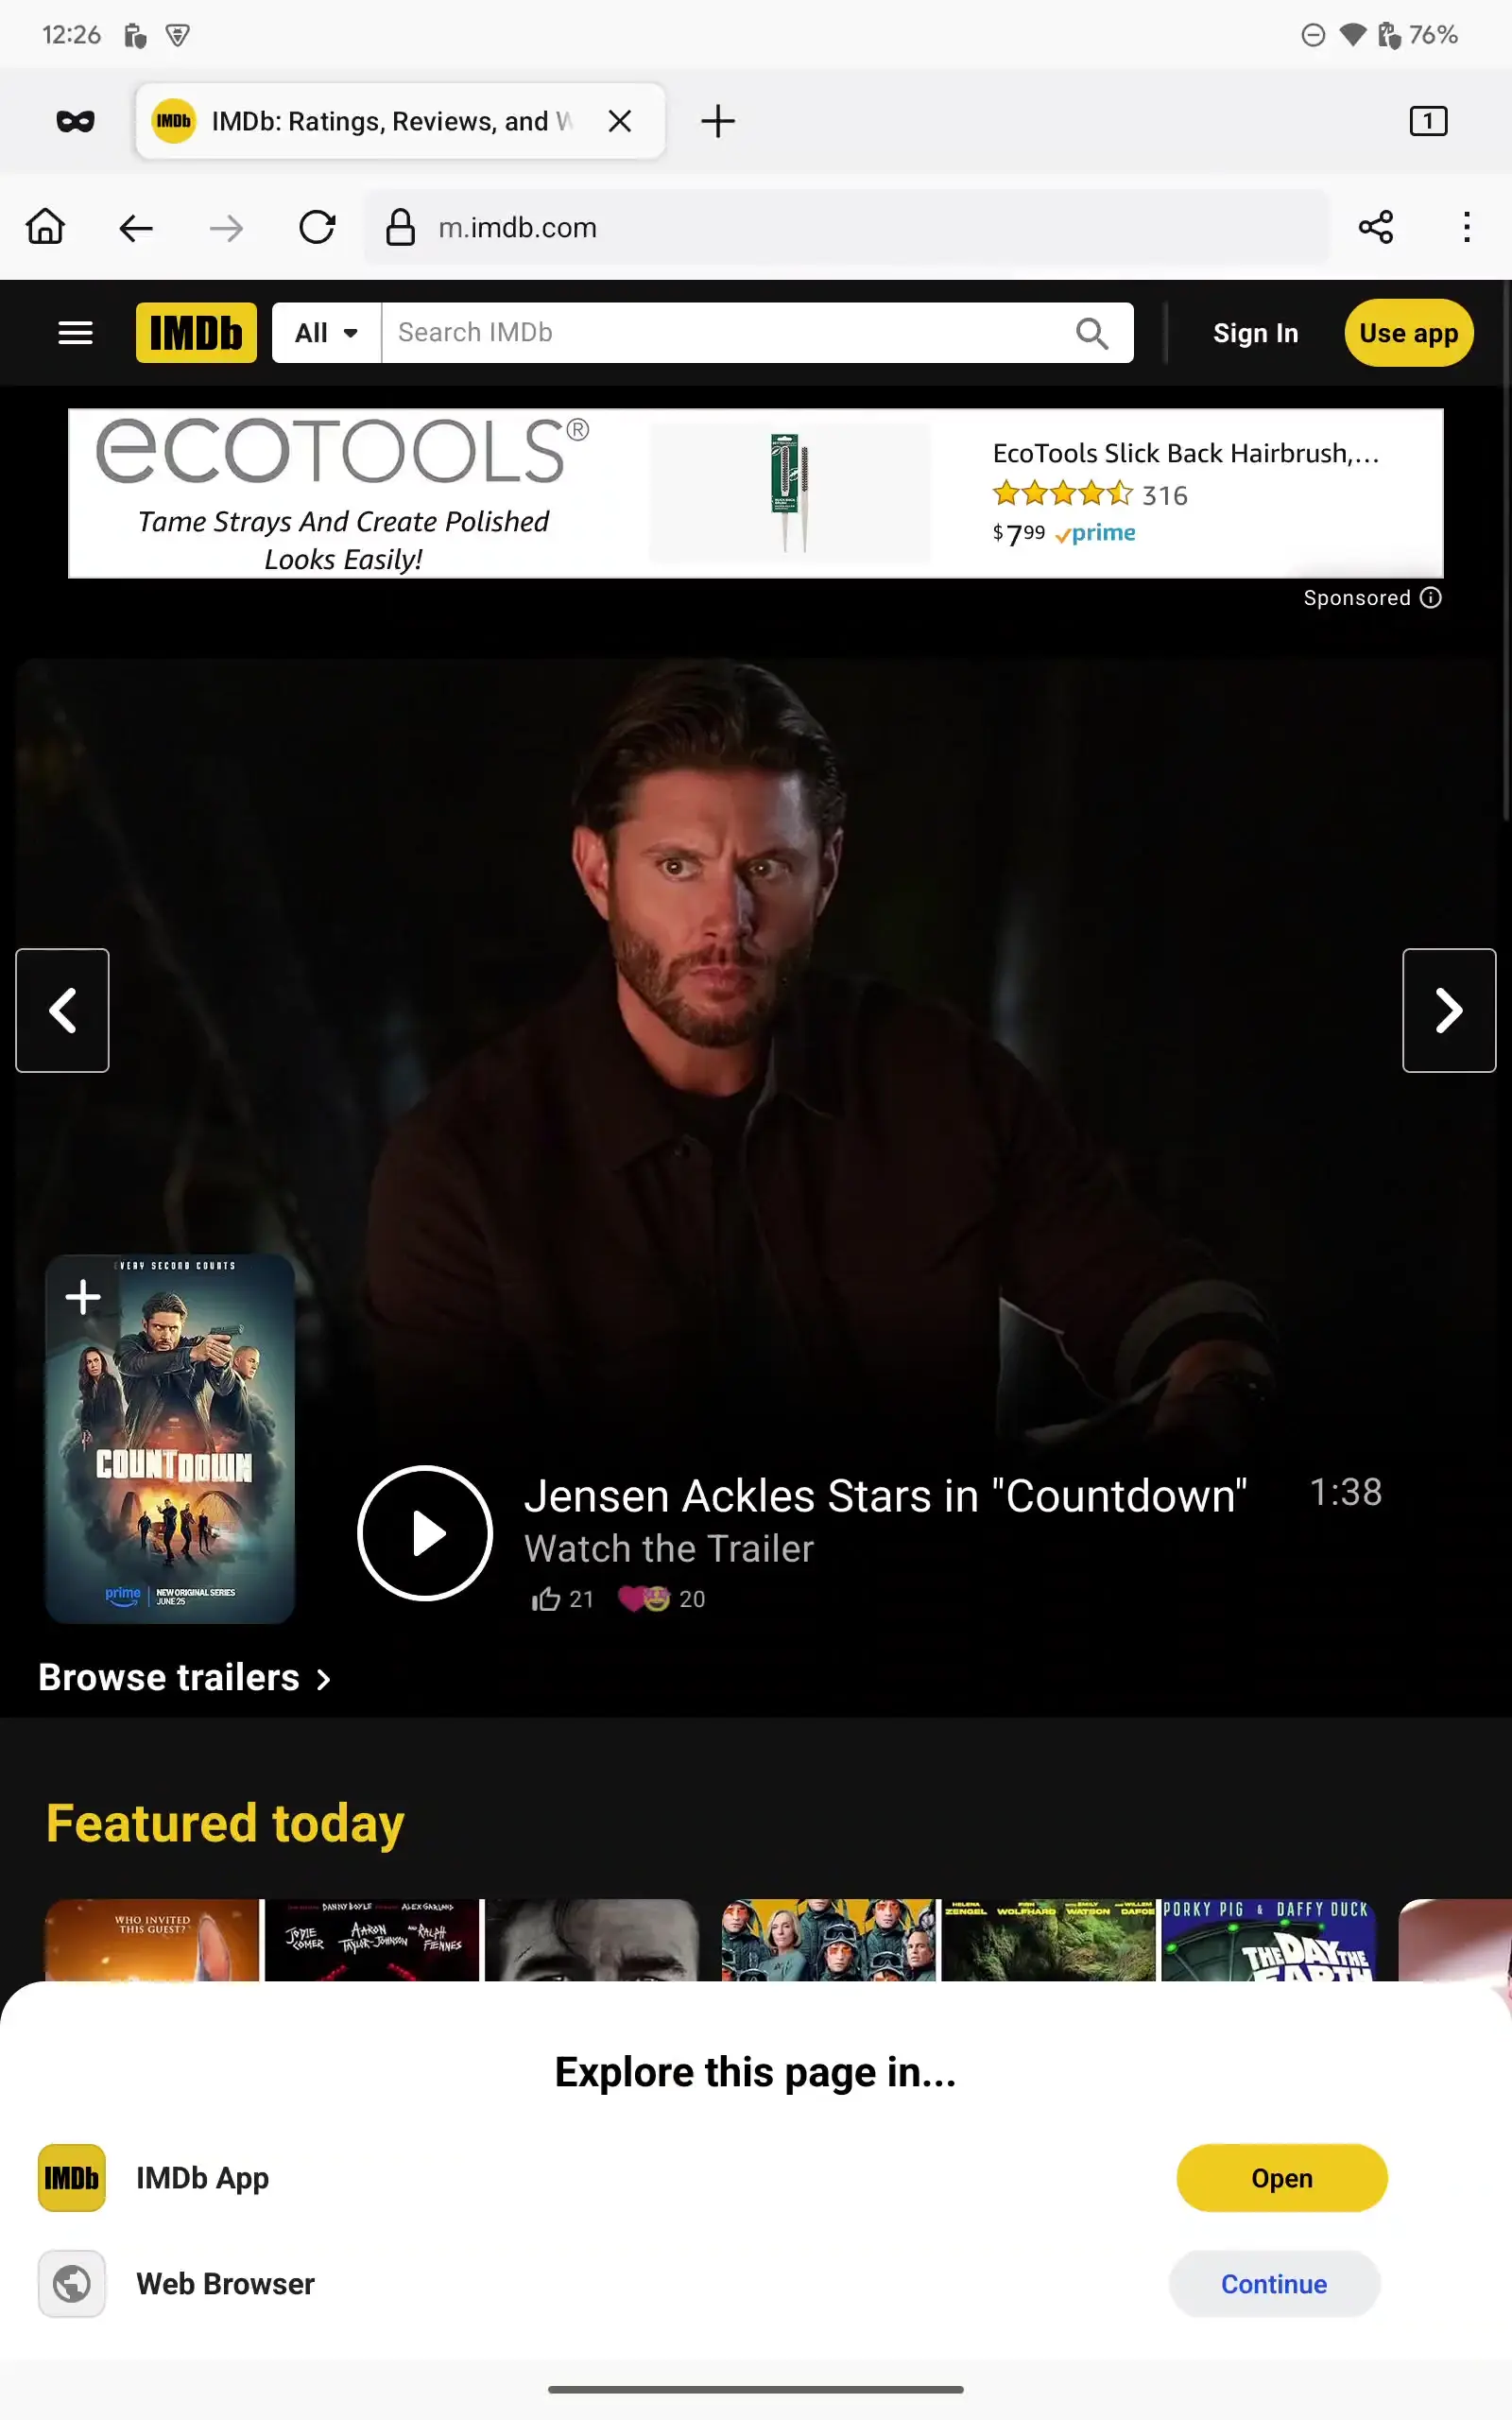 12:26
76%
IMDb
IMDb: Ratings, Reviews, and W
1
m.imdb.com
IMDb
All
Search IMDb
Sign In
Use app
ecoTOOLS®
Tame Strays And Create Polished
Looks Easily!
EcoTools Slick Back Hairbrush,...
316
$799 prime
Sponsored
VERY SECOND COUNTS
COUNTDOWN
prime
NEW ORIGINAL SERIES
JUNE 25
Jensen Ackles Stars in "Countdown"
1:38
Watch the Trailer
21
20
Browse trailers
Featured today
WHO INVITED
THIS GUEST?
DANNY BOYLE
ALEX GARLAND
JODIE
COMER
AARON
TAYLOR-JOHNSON
RALPH
FIENNES
HELENA
ZENGEL
FINN
WOLFHARD
EMILY
WATSON
WILLEM
DAFOE
PORKY PIG & DAFFY DUCK
THE DAY THE
EARTH
Explore this page in...
IMDb
IMDb App
Open
Web Browser
Continue